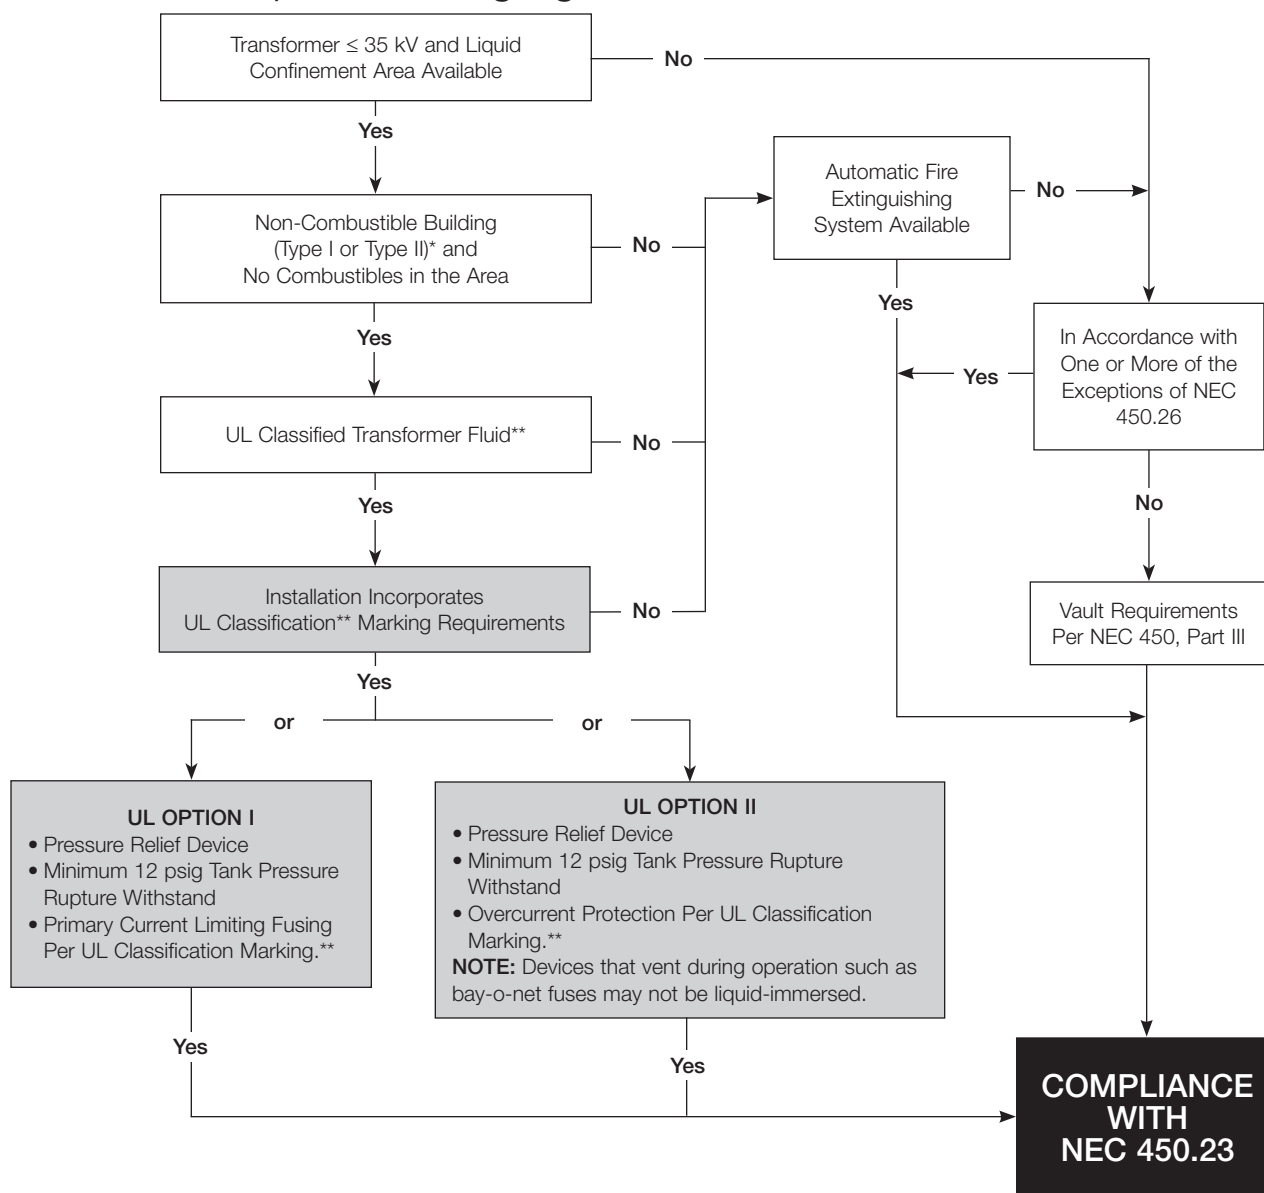 Transformer ≤ 35 kV and Liquid
Confinement Area Available
No
Yes
Automatic Fire
Extinguishing
System Available
No
Non-Combustible Building
(Type I or Type II)* and
No Combustibles in the Area
No
Yes
Yes
In Accordance with
One or More of the
Exceptions of NEC
450.26
Yes
UL Classified Transformer Fluid**
No
Yes
No
Installation Incorporates
UL Classification** Marking Requirements
No
Vault Requirements
Per NEC 450, Part III
Yes
or
or
UL OPTION I
• Pressure Relief Device
• Minimum 12 psig Tank Pressure
Rupture Withstand
• Primary Current Limiting Fusing
Per UL Classification Marking.**
UL OPTION II
• Pressure Relief Device
• Minimum 12 psig Tank Pressure Rupture
Withstand
• Overcurrent Protection Per UL Classification
Marking.**
NOTE: Devices that vent during operation such as
bay-o-net fuses may not be liquid-immersed.
Yes
Yes
COMPLIANCE
WITH
NEC 450.23